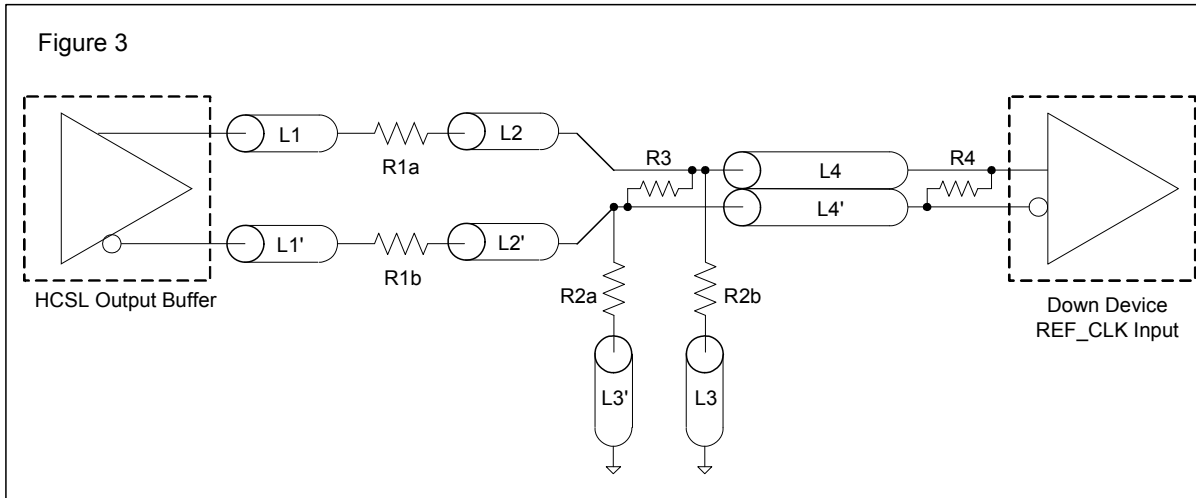 Figure 3
L1
R1a
L2
R3
L4
R4
L1'
R1b
L2'
L4'
HCSL Output Buffer
R2a
R2b
Down Device
REF_CLK Input
L3'
L3